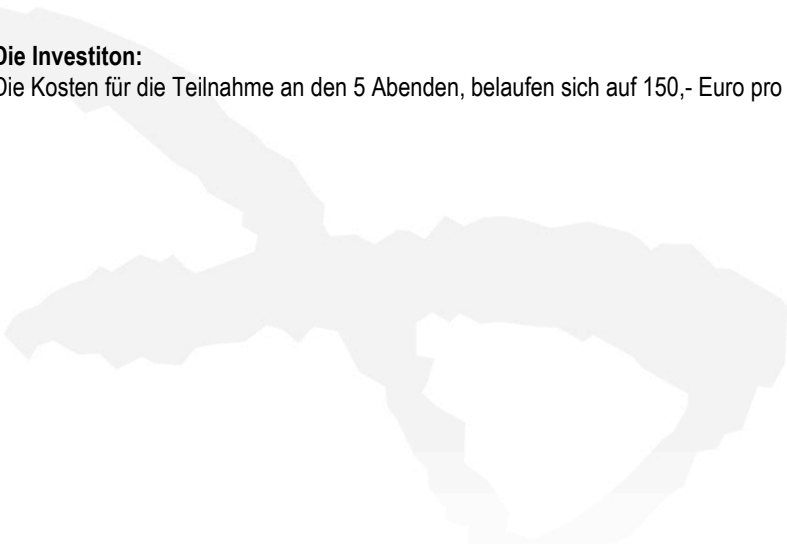 Die Investiton:
Die Kosten für die Teilnahme an den 5 Abenden, belaufen sich auf 150,- Euro pro